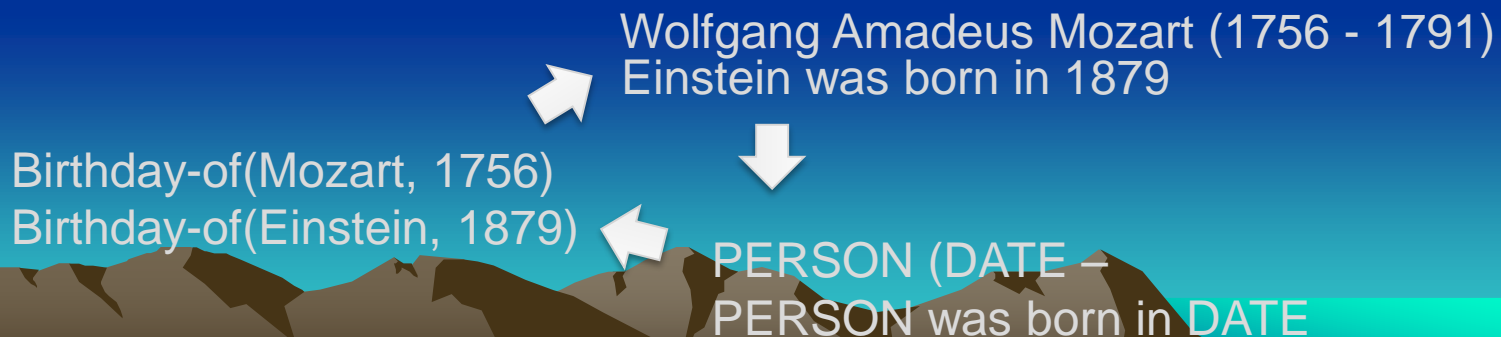 Wolfgang Amadeus Mozart (1756 - 1791)
Einstein was born in 1879
Birthday-of(Mozart, 1756)
Birthday-of(Einstein, 1879)
PERSON (DATE –
PERSON was born in DATE